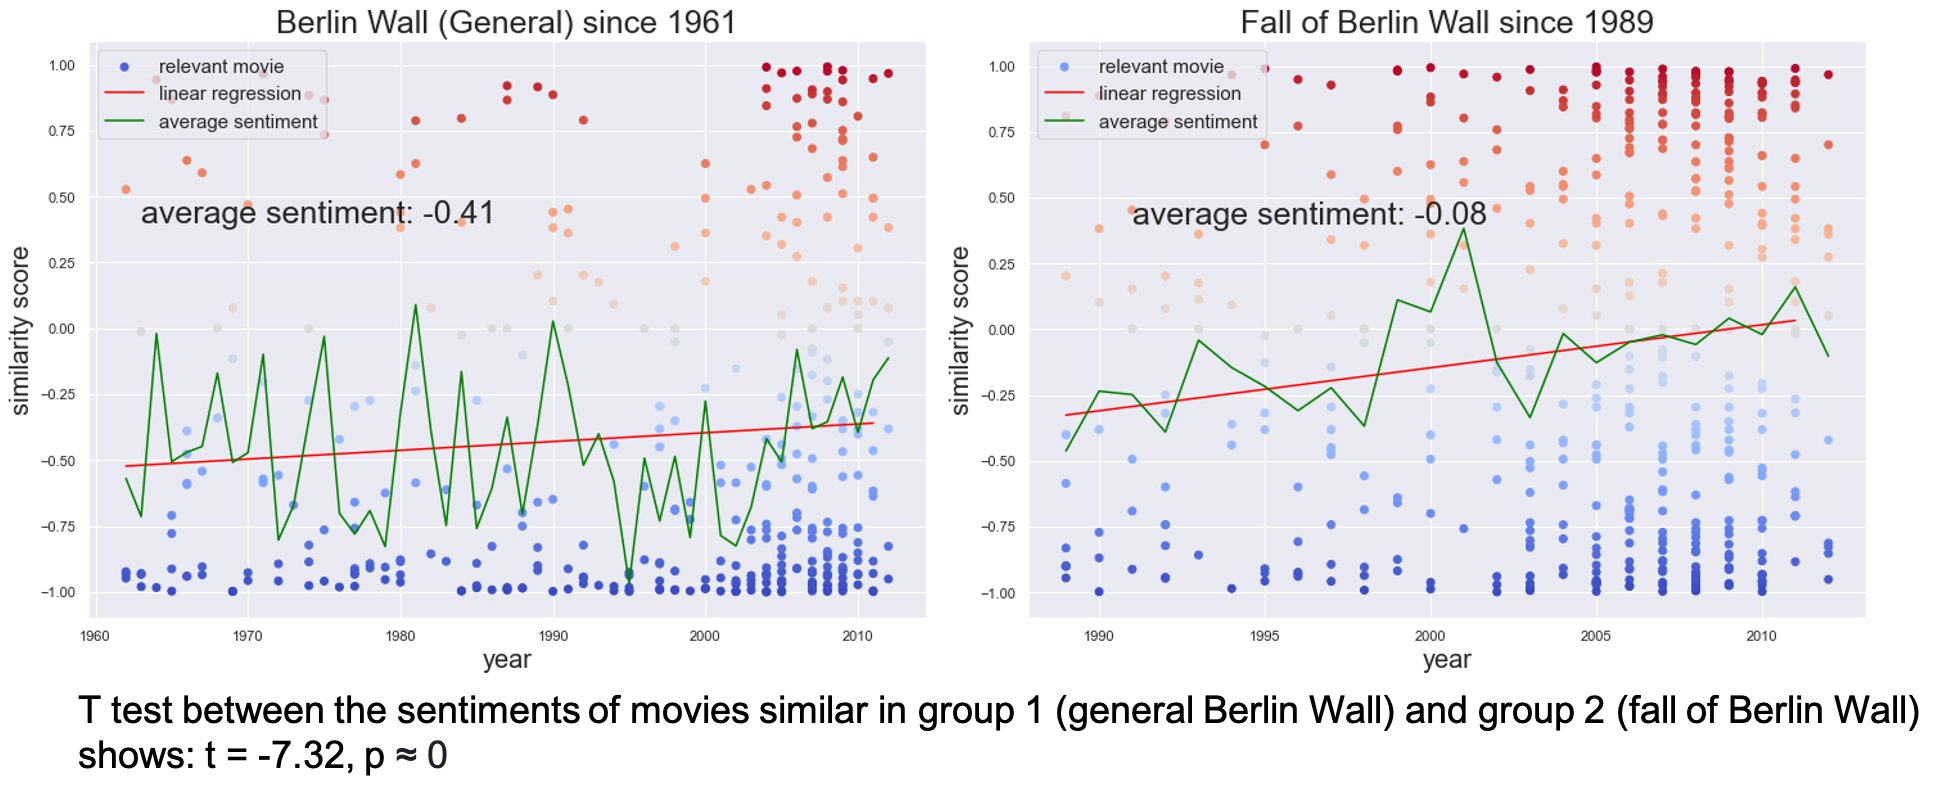 Berlin Wall (General) since 1961
relevant movie
linear regression
average sentiment
average sentiment: -0.41
similarity score
1.00
0.75
0.50
0.25
0.00
−0.25
−0.50
−0.75
−1.00
1960
1970
1980
1990
2000
2010
year
Fall of Berlin Wall since 1989
relevant movie
linear regression
average sentiment
average sentiment: -0.08
similarity score
1.00
0.75
0.50
0.25
0.00
−0.25
−0.50
−0.75
−1.00
1990
1995
2000
2005
2010
year
T test between the sentiments of movies similar in group 1 (general Berlin Wall) and group 2 (fall of Berlin Wall)
shows: t = -7.32, p ≈ 0